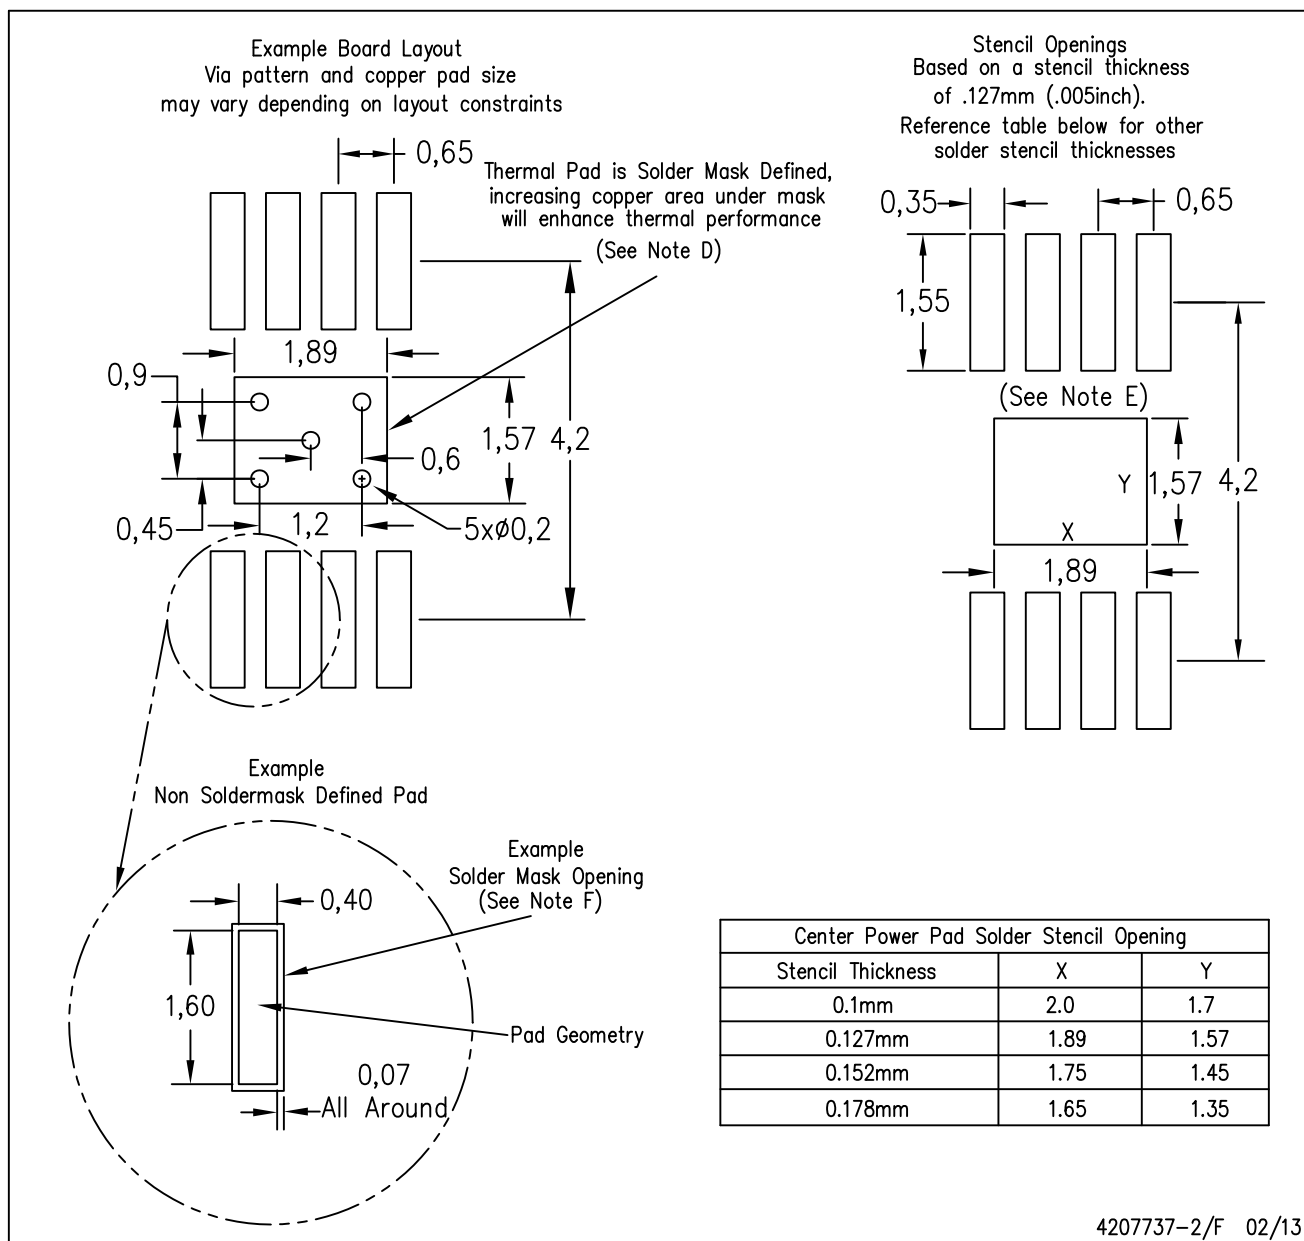 Example Board Layout
Via pattern and copper pad size
may vary depending on layout constraints
0,65
Thermal Pad is Solder Mask Defined,
increasing copper area under mask
will enhance thermal performance
(See Note D)
1,89
0,9
1,57
4,2
0,6
0,45
1,2
5xø0,2
Stencil Openings
Based on a stencil thickness
of .127mm (.005inch).
Reference table below for other
solder stencil thicknesses
0,35
0,65
1,55
(See Note E)
Y
1,57
4,2
X
1,89
Example
Non Soldermask Defined Pad
Example
Solder Mask Opening
(See Note F)
0,40
1,60
Pad Geometry
0,07
All Around
Center Power Pad Solder Stencil Opening
Stencil Thickness X Y
0.1mm 2.0 1.7
0.127mm 1.89 1.57
0.152mm 1.75 1.45
0.178mm 1.65 1.35
4207737-2/F 02/13